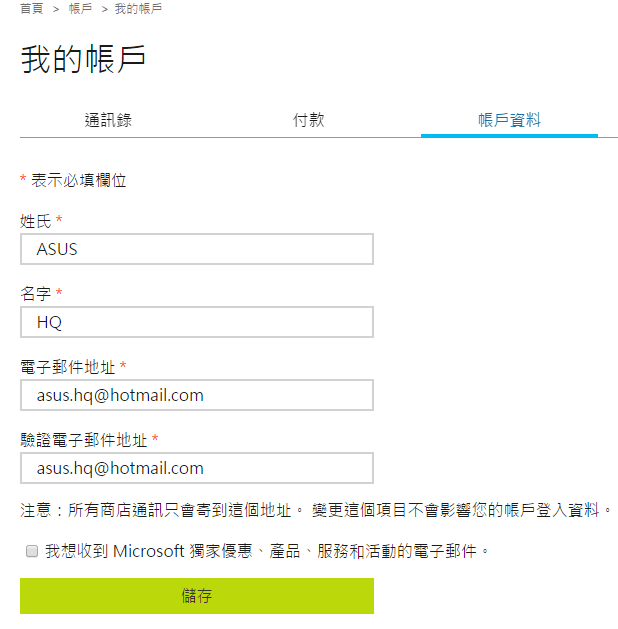 首頁 > 帳戶 > 我的帳戶
我的帳戶
通訊錄 付款 帳戶資料
* 表示必填欄位
姓氏 *
ASUS
名字 *
HQ
電子郵件地址 *
asus.hq@hotmail.com
驗證電子郵件地址 *
asus.hq@hotmail.com
注意：所有商店通訊只會寄到這個地址。 變更這個項目不會影響您的帳戶登入資料。
我想收到 Microsoft 獨家優惠、產品、服務和活動的電子郵件。
儲存